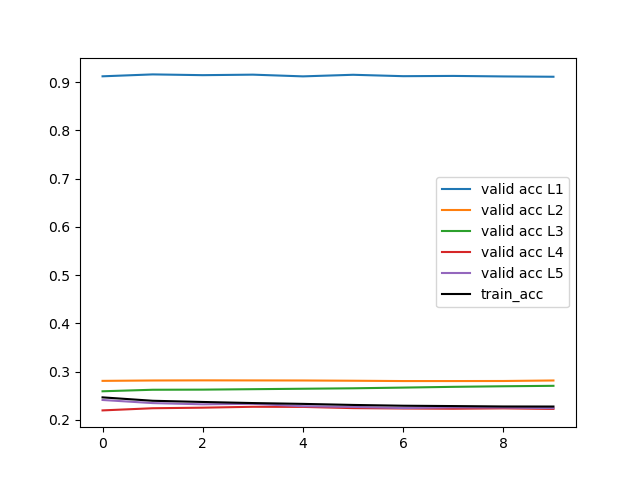 0.9
0.8
0.7
0.6
0.5
0.4
0.3
0.2
0 2 4 6 8
valid acc L1
valid acc L2
valid acc L3
valid acc L4
valid acc L5
train_acc